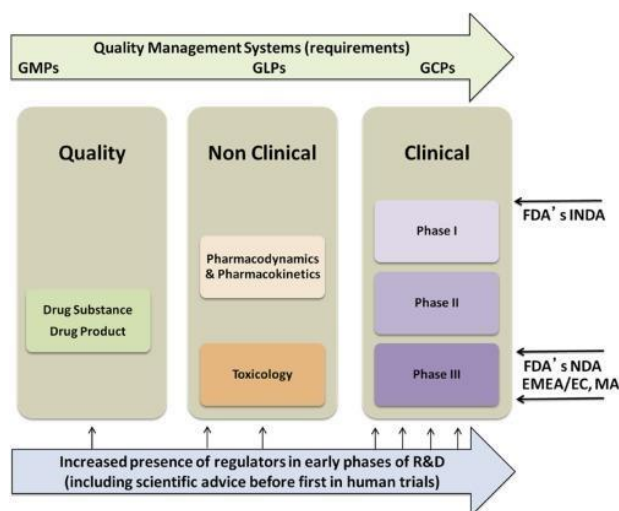 Quality Management Systems (requirements)
GMPs GLPs GCPs
Quality
Non Clinical
Clinical
FDA's INDA
Phase I
Pharmacodynamics
& Pharmacokinetics
Phase II
Drug Substance
Drug Product
Toxicology
Phase III
FDA's NDA
EMEA/EC, MA
Increased presence of regulators in early phases of R&D
(including scientific advice before first in human trials)